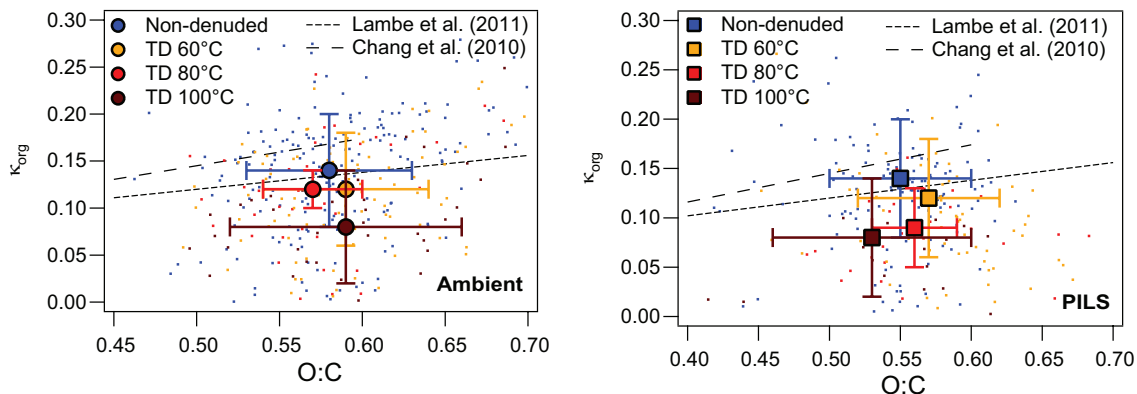 0.30
0.25
0.20
0.15
0.10
0.05
0.00
κorg
Non-denuded
TD 60°C
TD 80°C
TD 100°C
Lambe et al. (2011)
Chang et al. (2010)
Ambient
0.45 0.50 0.55 0.60 0.65 0.70
O:C
0.30
0.25
0.20
0.15
0.10
0.05
0.00
κorg
Non-denuded
TD 60°C
TD 80°C
TD 100°C
Lambe et al. (2011)
Chang et al. (2010)
PILS
0.40 0.50 0.55 0.60 0.65 0.70
O:C